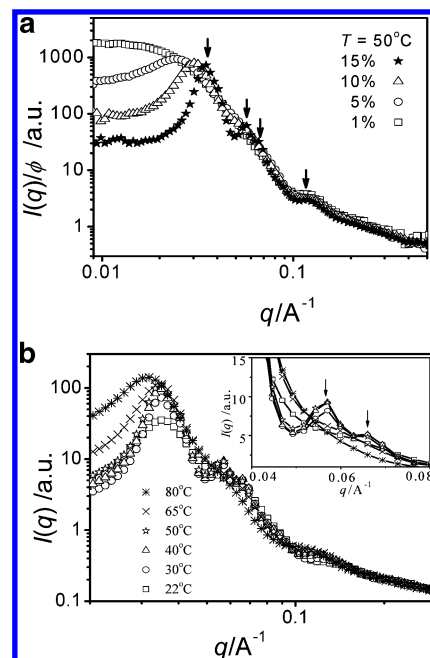 a
T = 50°C
15%
10%
5%
1%
1000
100
10
1
I(q)/ϕ /a.u.
0.01
0.1
q/A⁻¹
b
100
10
1
0.1
I(q) /a.u.
80°C
65°C
50°C
40°C
30°C
22°C
0.1
q/A⁻¹
15
10
5
I(q) /a.u.
0.04
0.06
0.08
q/A⁻¹